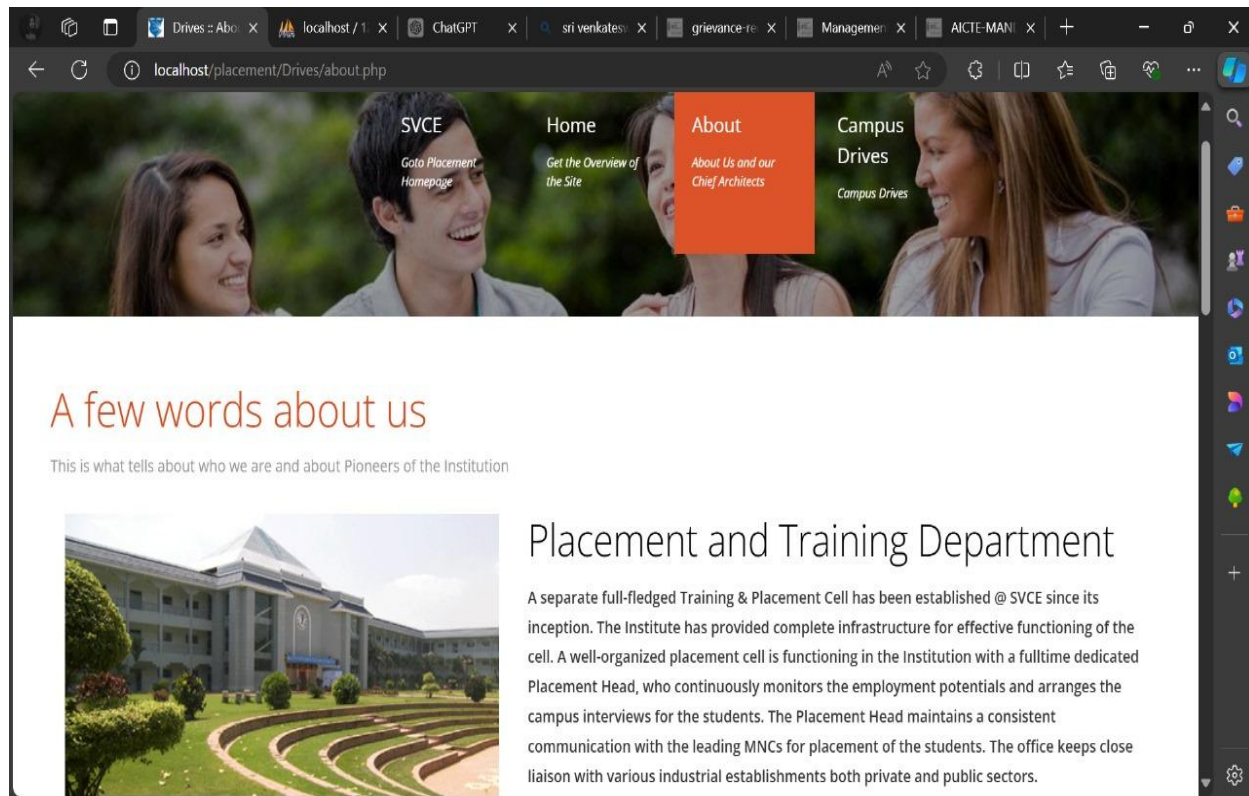 Drives :: Abo
localhost / 1
ChatGPT
sri venkatesv
grievance-re
Managemen
AICTE-MAN
localhost/placement/Drives/about.php
SVCE
Goto Placement
Homepage
Home
Get the Overview of
the Site
About
About Us and our
Chief Architects
Campus
Drives
Campus Drives
A few words about us
This is what tells about who we are and about Pioneers of the Institution
Placement and Training Department
A separate full-fledged Training & Placement Cell has been established @ SVCE since its
inception. The Institute has provided complete infrastructure for effective functioning of the
cell. A well-organized placement cell is functioning in the Institution with a fulltime dedicated
Placement Head, who continuously monitors the employment potentials and arranges the
campus interviews for the students. The Placement Head maintains a consistent
communication with the leading MNCs for placement of the students. The office keeps close
liaison with various industrial establishments both private and public sectors.